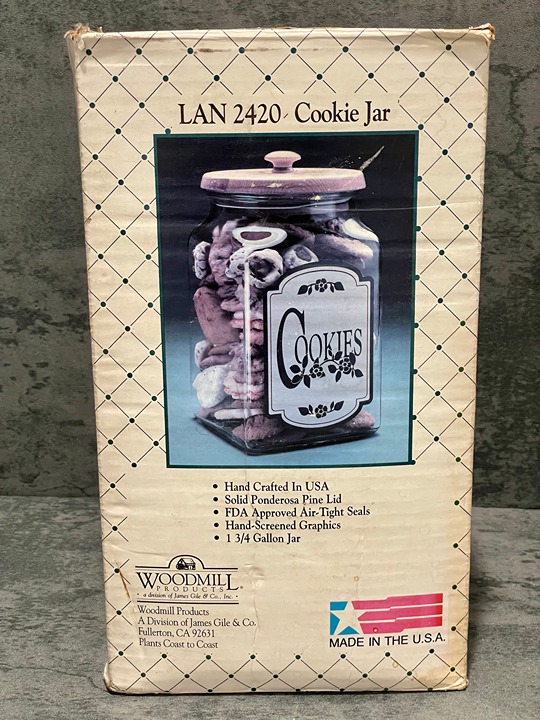 LAN 2420 Cookie Jar
COOKIES
• Hand Crafted In USA
• Solid Ponderosa Pine Lid
• FDA Approved Air-Tight Seals
• Hand-Screened Graphics
• 1 3/4 Gallon Jar
WOODMILL®
PRODUCTS
• a division of James Gile & Co., Inc. •
Woodmill Products
A Division of James Gile & Co.
Fullerton, CA 92631
Plants Coast to Coast
MADE IN THE U.S.A.